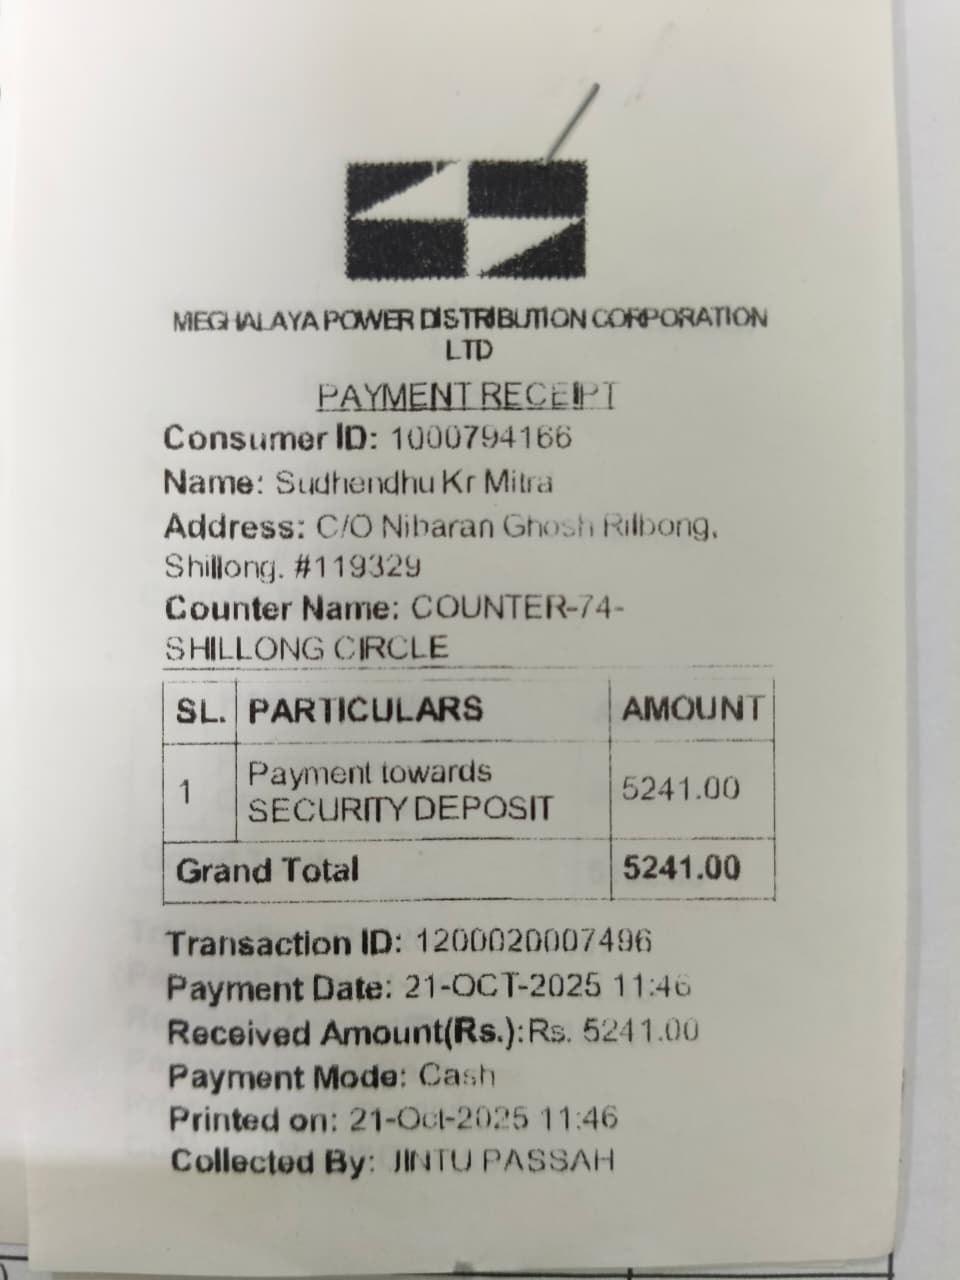 MEGHALAYA POWER DISTRIBUTION CORPORATION
LTD
PAYMENT RECEIPT
Consumer ID: 1000794166
Name: Sudhendhu Kr Mitra
Address: C/O Nibaran Ghosh Rilbong,
Shillong. #119329
Counter Name: COUNTER-74-
SHILLONG CIRCLE
SL. PARTICULARS AMOUNT
1 Payment towards SECURITY DEPOSIT 5241.00
Grand Total 5241.00
Transaction ID: 1200020007496
Payment Date: 21-OCT-2025 11:46
Received Amount(Rs.):Rs. 5241.00
Payment Mode: Cash
Printed on: 21-Oct-2025 11:46
Collected By: JINTU PASSAH